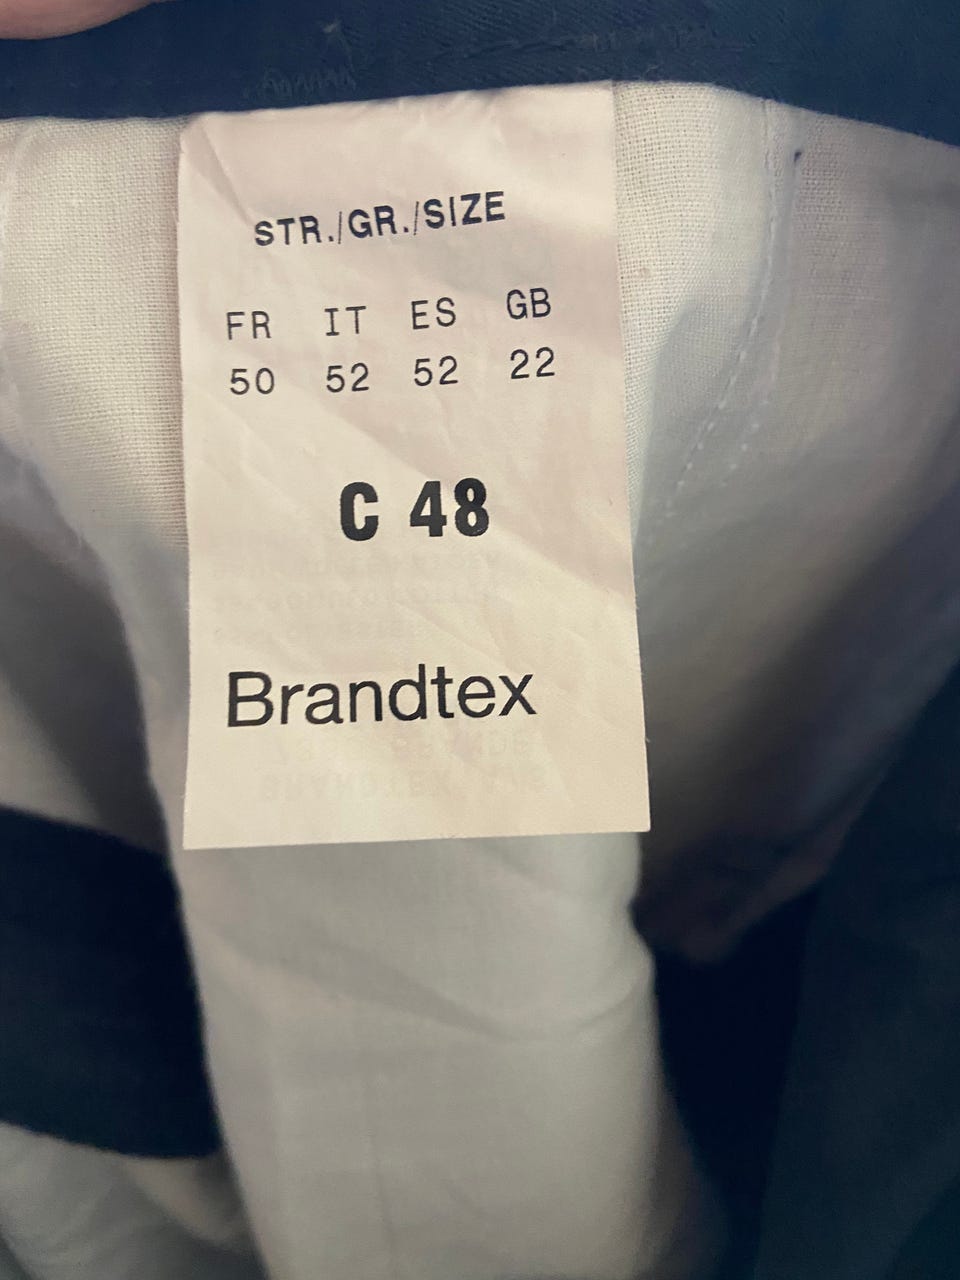 STR./GR./SIZE
FR IT ES GB
50 52 52 22
C 48
Brandtex